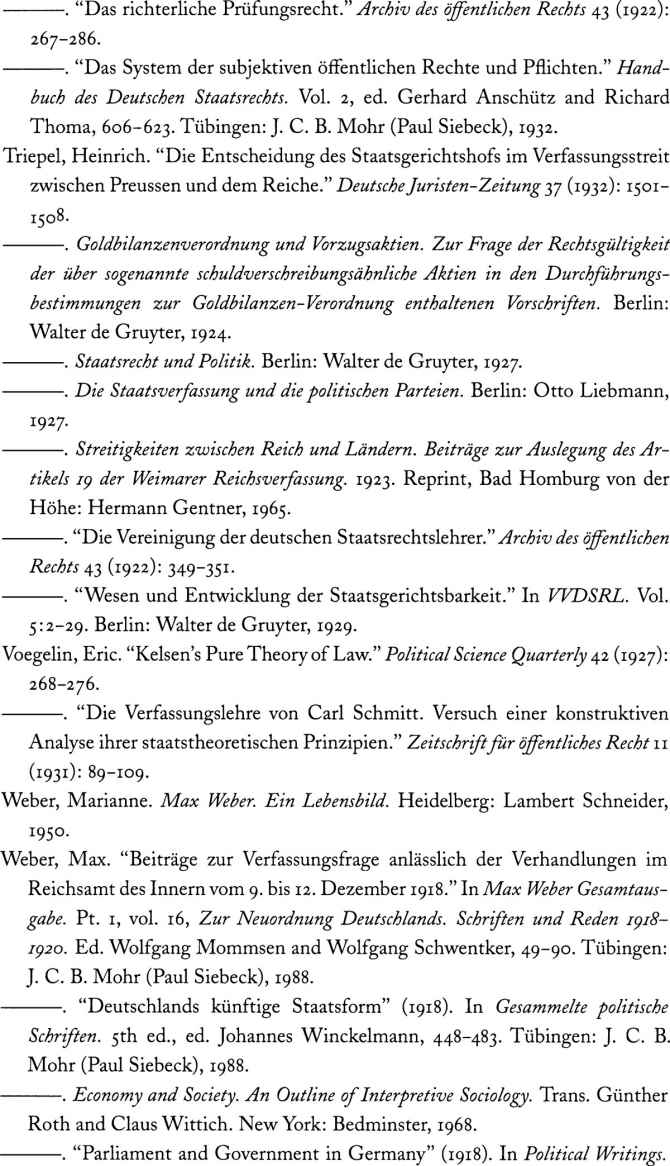 ———. “Das richterliche Prüfungsrecht.” Archiv des öffentlichen Rechts 43 (1922):
267–286.
———. “Das System der subjektiven öffentlichen Rechte und Pflichten.” Hand-
buch des Deutschen Staatsrechts. Vol. 2, ed. Gerhard Anschütz and Richard
Thoma, 606–623. Tübingen: J. C. B. Mohr (Paul Siebeck), 1932.
Triepel, Heinrich. “Die Entscheidung des Staatsgerichtshofs im Verfassungsstreit
zwischen Preussen und dem Reiche.” Deutsche Juristen-Zeitung 37 (1932): 1501–
1508.
———. Goldbilanzenverordnung und Vorzugsaktien. Zur Frage der Rechtsgültigkeit
der über sogenannte schuldverschreibungsähnliche Aktien in den Durchführungs-
bestimmungen zur Goldbilanzen-Verordnung enthaltenen Vorschriften. Berlin:
Walter de Gruyter, 1924.
———. Staatsrecht und Politik. Berlin: Walter de Gruyter, 1927.
———. Die Staatsverfassung und die politischen Parteien. Berlin: Otto Liebmann,
1927.
———. Streitigkeiten zwischen Reich und Ländern. Beiträge zur Auslegung des Ar-
tikels 19 der Weimarer Reichsverfassung. 1923. Reprint, Bad Homburg von der
Höhe: Hermann Gentner, 1965.
———. “Die Vereinigung der deutschen Staatsrechtslehrer.” Archiv des öffentlichen
Rechts 43 (1922): 349–351.
———. “Wesen und Entwicklung der Staatsgerichtsbarkeit.” In VVDSRL. Vol.
5:2–29. Berlin: Walter de Gruyter, 1929.
Voegelin, Eric. “Kelsen’s Pure Theory of Law.” Political Science Quarterly 42 (1927):
268–276.
———. “Die Verfassungslehre von Carl Schmitt. Versuch einer konstruktiven
Analyse ihrer staatstheoretischen Prinzipien.” Zeitschrift für öffentliches Recht 11
(1931): 89–109.
Weber, Marianne. Max Weber. Ein Lebensbild. Heidelberg: Lambert Schneider,
1950.
Weber, Max. “Beiträge zur Verfassungsfrage anlässlich der Verhandlungen im
Reichsamt des Innern vom 9. bis 12. Dezember 1918.” In Max Weber Gesamtaus-
gabe. Pt. 1, vol. 16, Zur Neuordnung Deutschlands. Schriften und Reden 1918–
1920. Ed. Wolfgang Mommsen and Wolfgang Schwentker, 49–90. Tübingen:
J. C. B. Mohr (Paul Siebeck), 1988.
———. “Deutschlands künftige Staatsform” (1918). In Gesammelte politische
Schriften. 5th ed., ed. Johannes Winckelmann, 448–483. Tübingen: J. C. B.
Mohr (Paul Siebeck), 1988.
———. Economy and Society. An Outline of Interpretive Sociology. Trans. Günther
Roth and Claus Wittich. New York: Bedminster, 1968.
———. “Parliament and Government in Germany” (1918). In Political Writings.